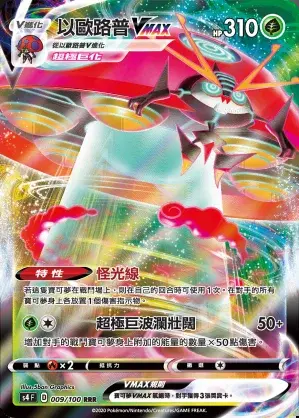 V進化
以歐路普VMAX
HP 310
從以歐路普V進化
超極巨化
特性 怪光線
若這隻寶可夢在戰鬥場上，則在自己的回合時可使用1次。在對手的所
有寶可夢身上各放置1個傷害指示物。
超極巨波瀾壯闊 50+
增加對手的戰鬥寶可夢身上附加的能量的數量×50點傷害。
弱點 ×2 抵抗力 撤退
Illus. 5ban Graphics
VMAX規則
s4F D 009/100 RRR
寶可夢VMAX氣絕時，對手獲得3張獎賞卡。
©2020 Pokémon/Nintendo/Creatures/GAME FREAK.